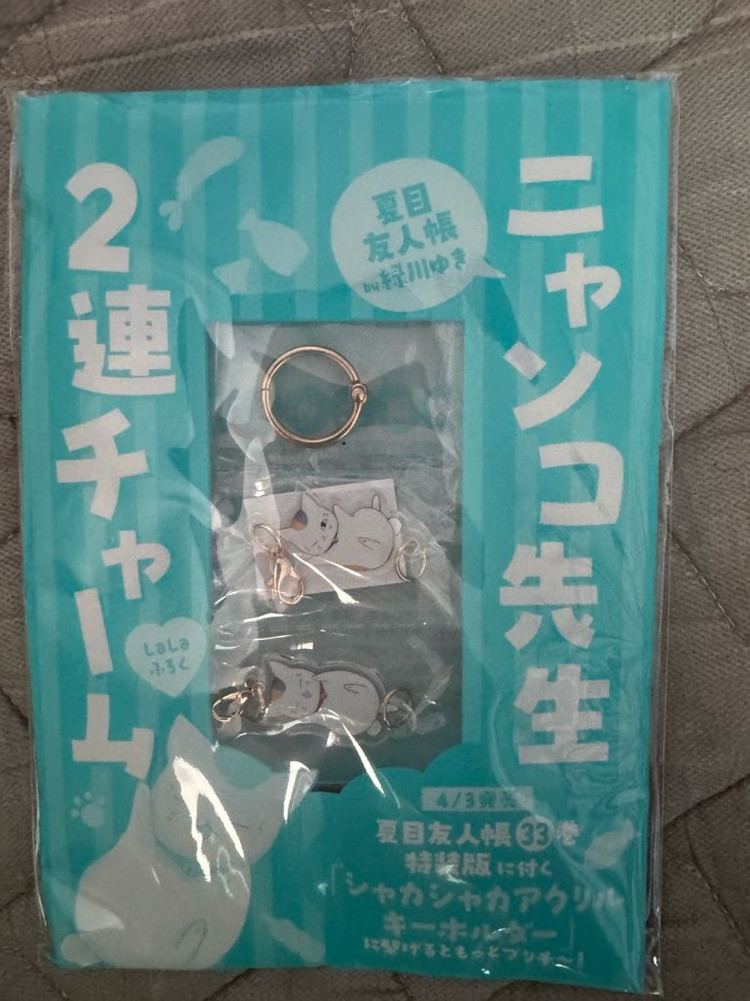 ニャンコ先生
2連チャーム
夏目
友人帳
by緑川ゆき
LaLa
ふろく
4/3発売
夏目友人帳33巻
特装版に付く
「シャカシャカアクリル
キーホルダー」
に繋げるともっとプリチ〜！